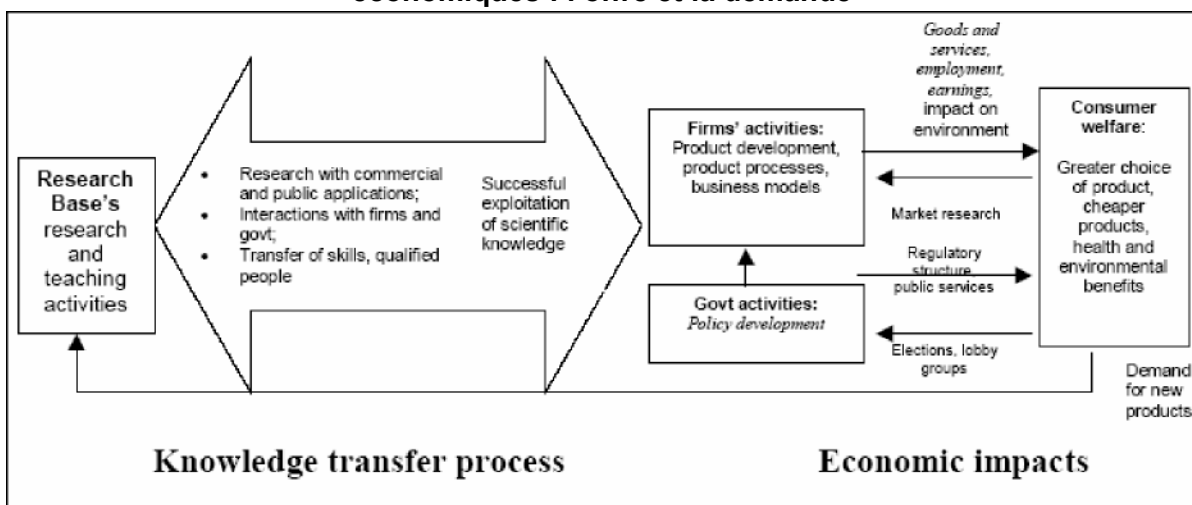 économiques : l'offre et la demande
Research
Base's
research
and
teaching
activities
• Research with commercial
and public applications;
• Interactions with firms and
govt;
• Transfer of skills, qualified
people
Successful
exploitation
of scientific
knowledge
Firms' activities:
Product development,
product processes,
business models
Govt activities:
Policy development
Goods and
services,
employment,
earnings,
impact on
environment
Market research
Regulatory
structure,
public services
Elections, lobby
groups
Consumer
welfare:
Greater choice
of product,
cheaper
products,
health and
environmental
benefits
Demand
for new
products
Knowledge transfer process
Economic impacts